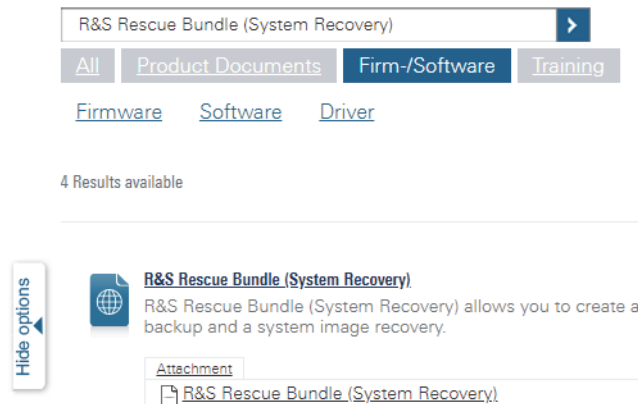 R&S Rescue Bundle (System Recovery)
All Product Documents Firm-/Software Training
Firmware Software Driver
4 Results available
Hide options
R&S Rescue Bundle (System Recovery)
R&S Rescue Bundle (System Recovery) allows you to create a
backup and a system image recovery.
Attachment
R&S Rescue Bundle (System Recovery)